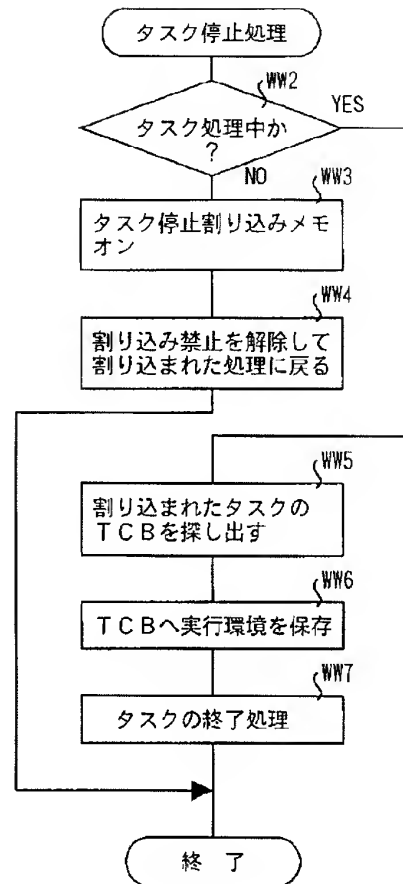 タスク停止処理
WW2
YES
タスク処理中か
?
NO
WW3
タスク停止割り込みメモ
オン
WW4
割り込み禁止を解除して
割り込まれた処理に戻る
WW5
割り込まれたタスクの
TCBを探し出す
WW6
TCBへ実行環境を保存
WW7
タスクの終了処理
終 了